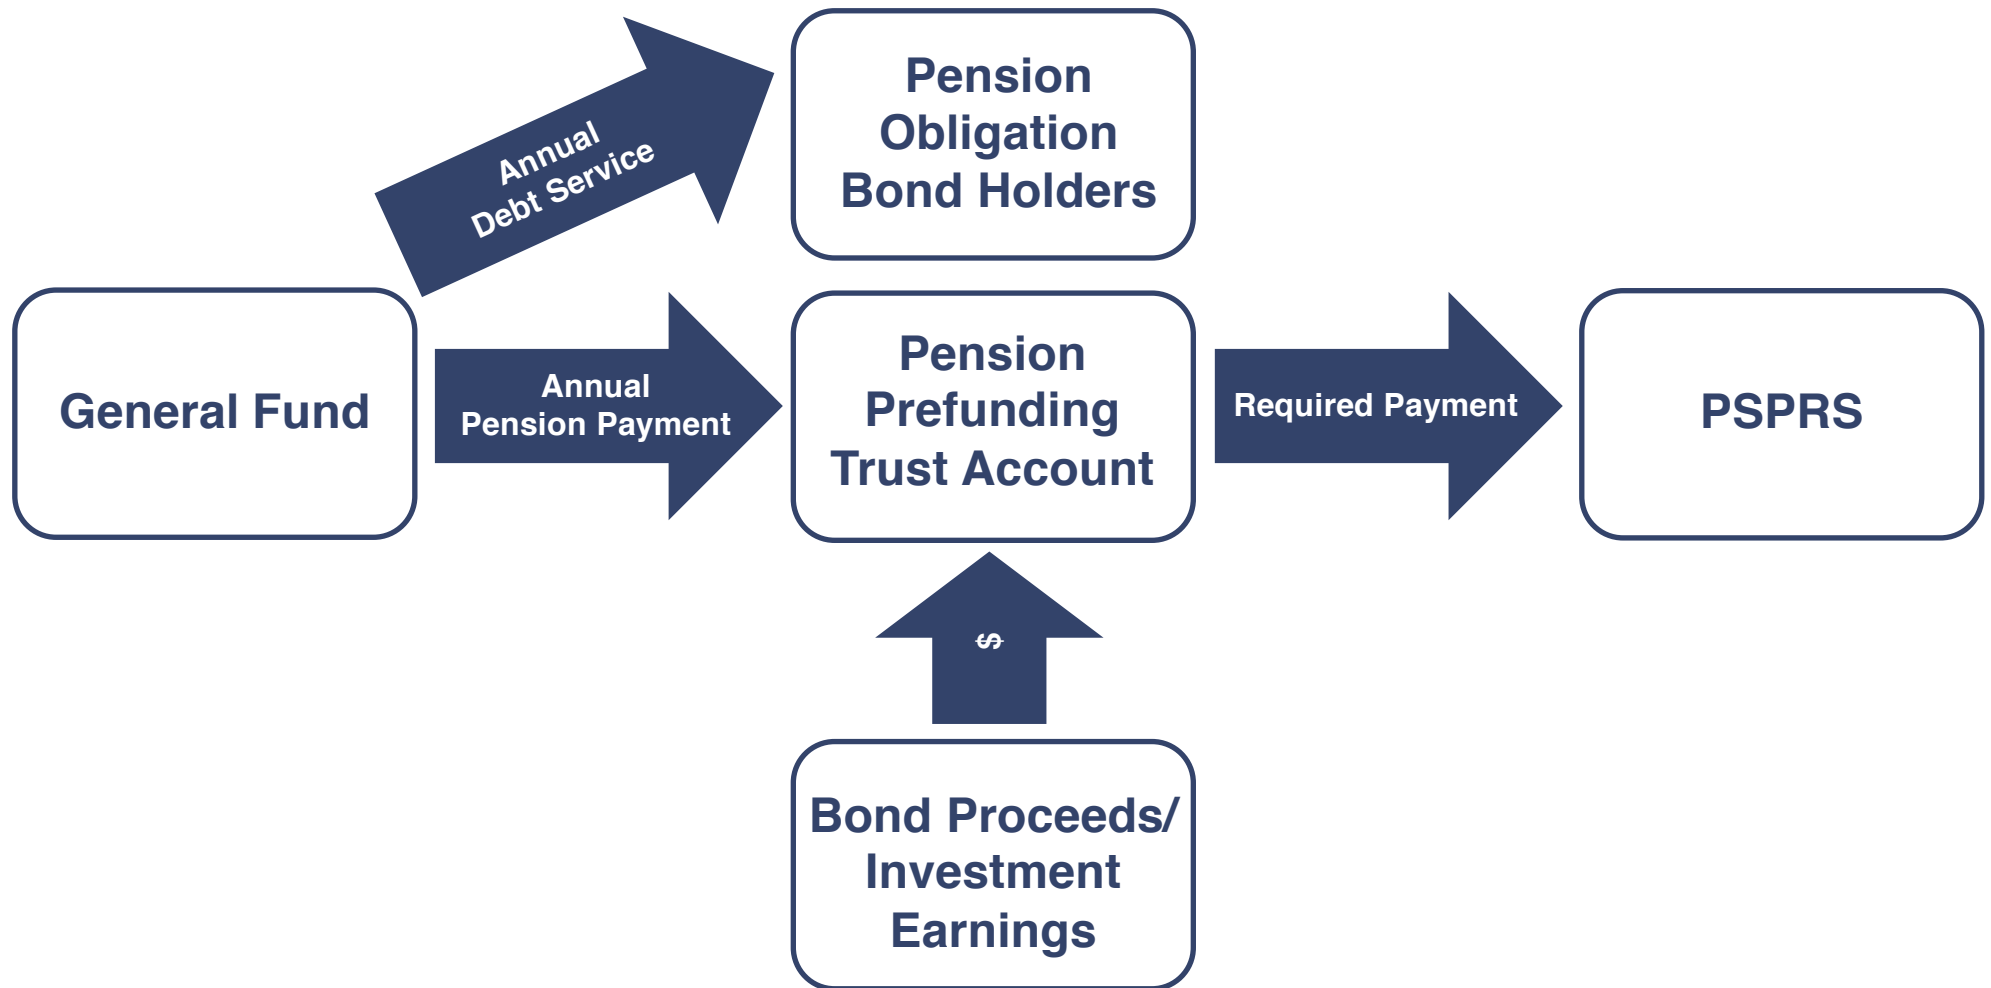 Annual
Debt Service
Pension
Obligation
Bond Holders
General Fund
Annual
Pension Payment
Pension
Prefunding
Trust Account
Required Payment
PSPRS
$
Bond Proceeds/
Investment
Earnings